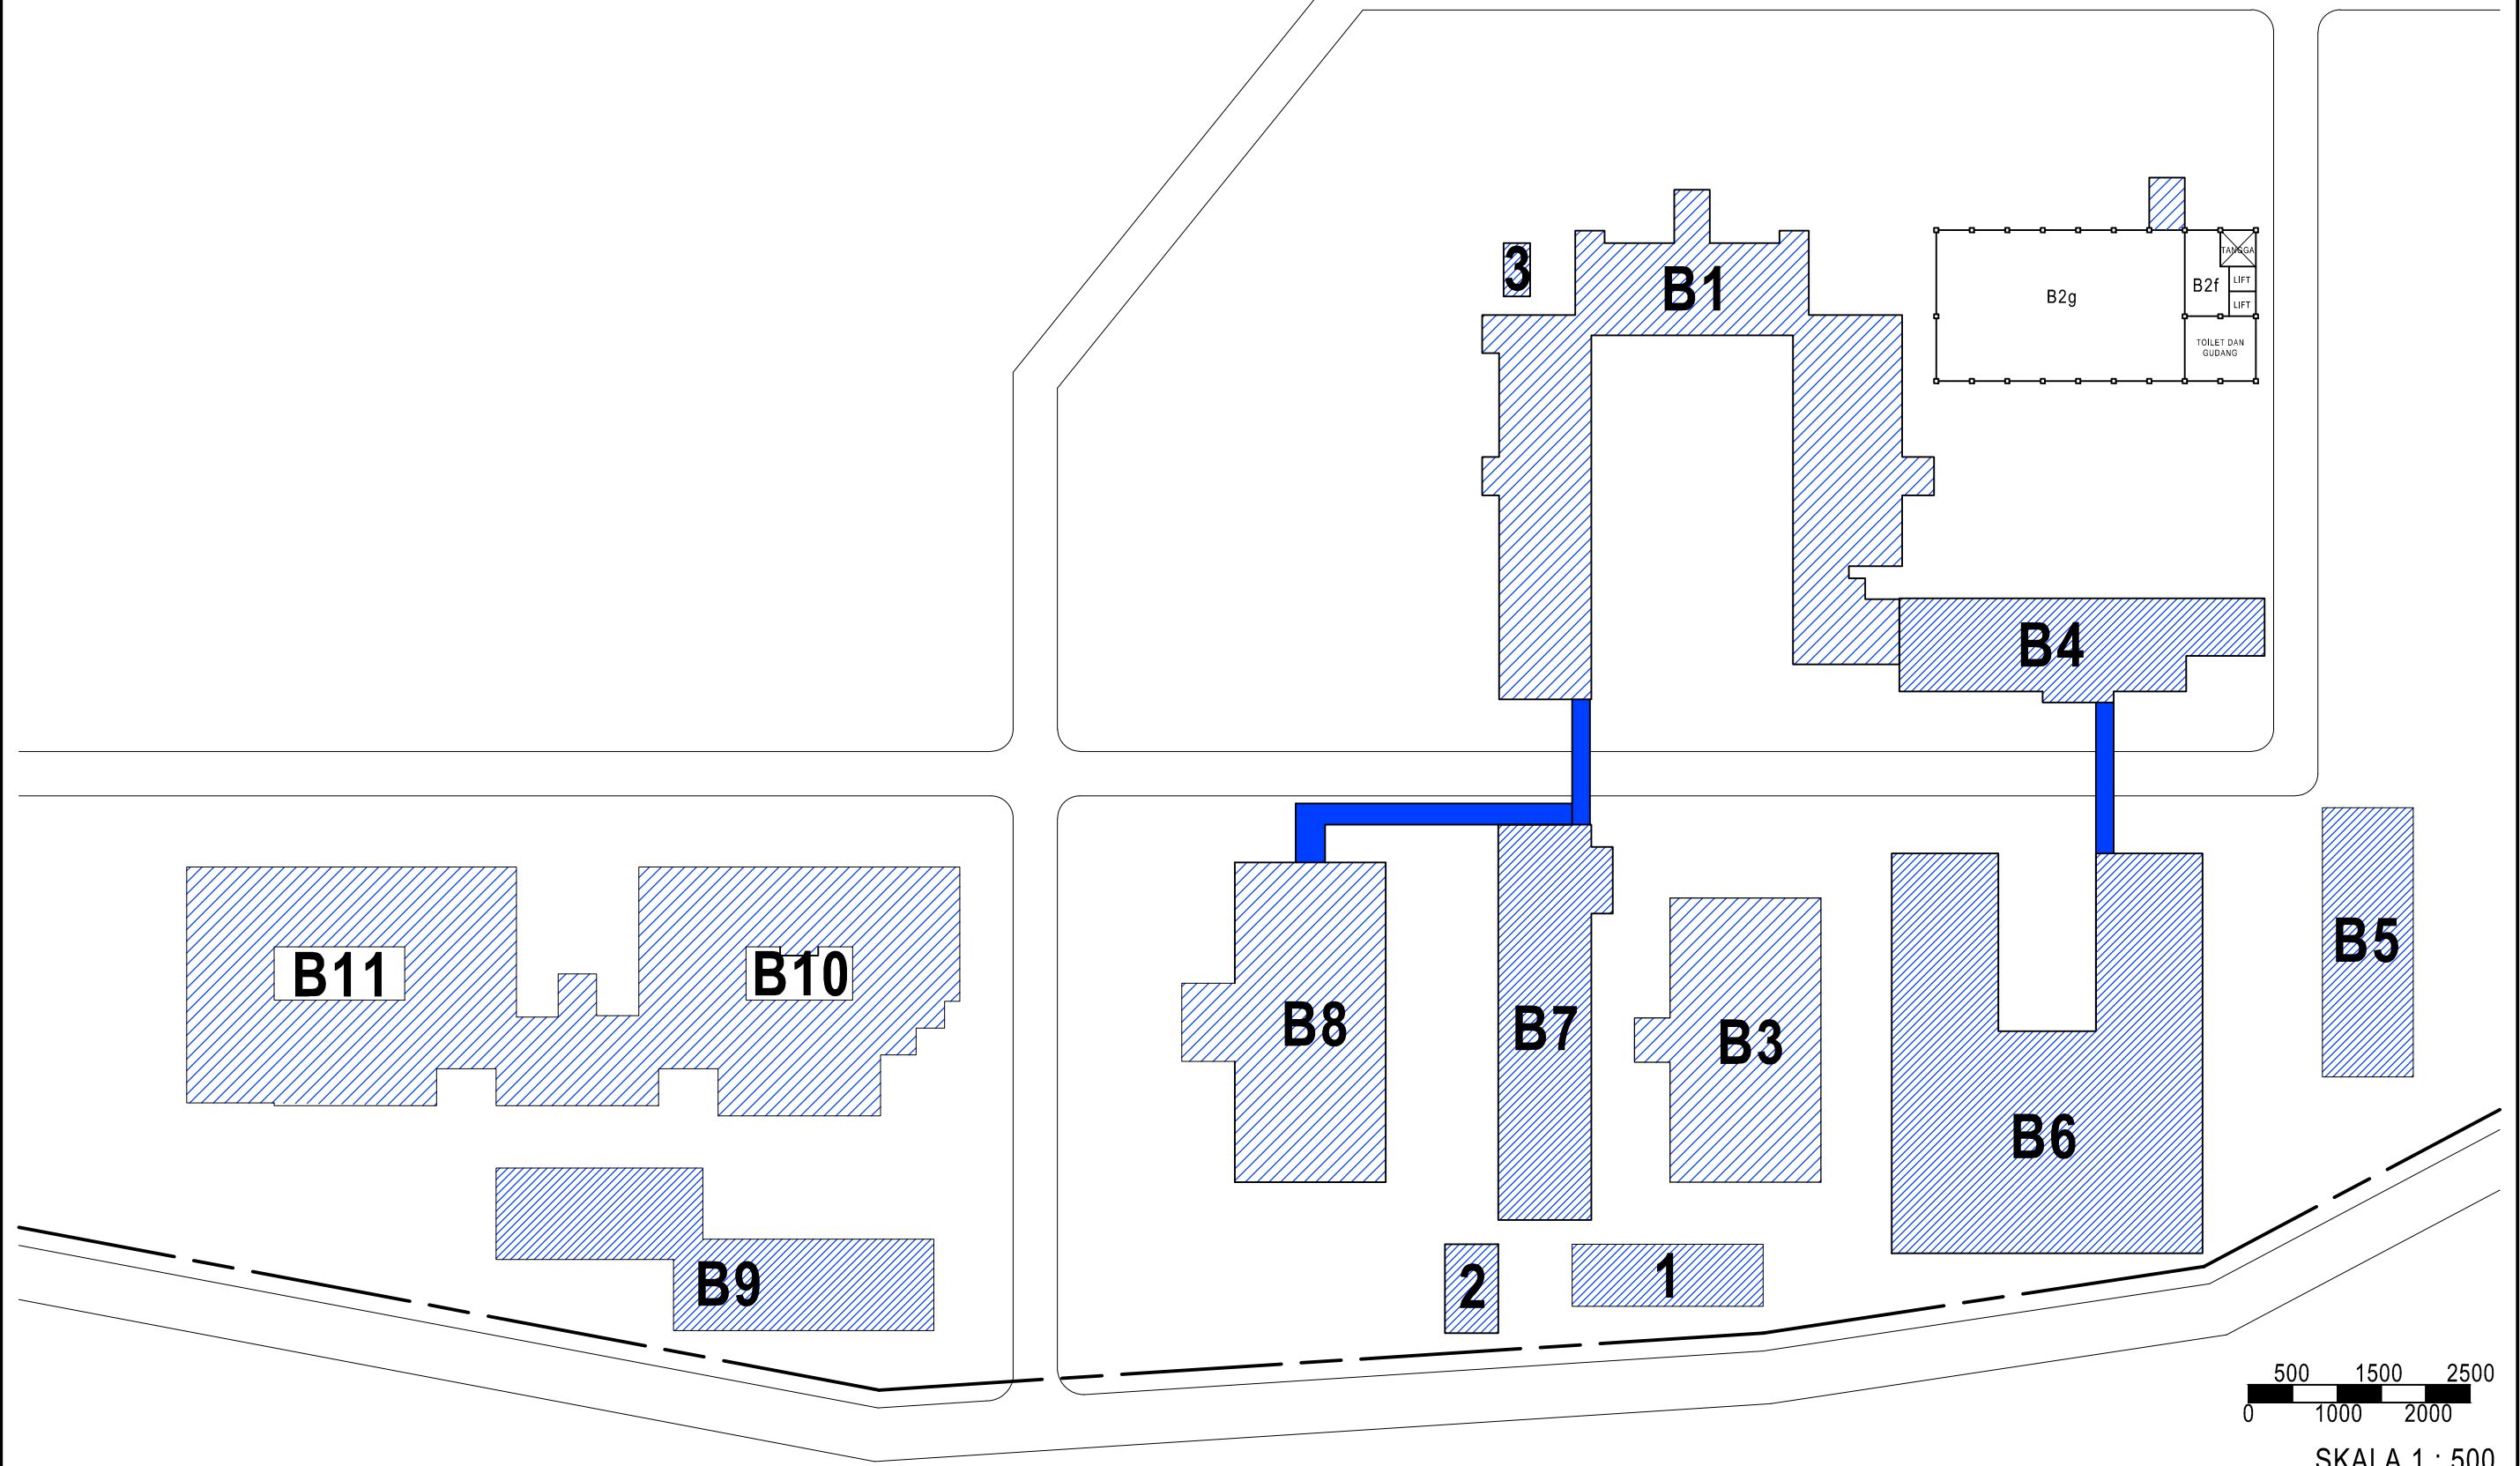 3
B1
TANGGA
B2g
B2f
LIFT
LIFT
TOILET DAN
GUDANG
B4
B5
B11
B10
B8
B7
B3
B6
B9
2
1
500 1500 2500
0 1000 2000
SKALA 1 : 500